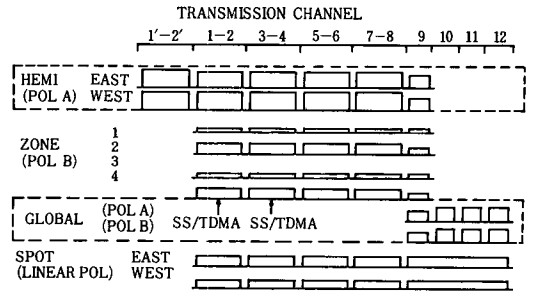 TRANSMISSION CHANNEL
1'-2' 1-2 3-4 5-6 7-8 9 10 11 12
HEMI EAST
(POL A) WEST
1
ZONE 2
(POL B) 3
4
GLOBAL (POL A)
(POL B) SS/TDMA SS/TDMA
SPOT EAST
(LINEAR POL) WEST